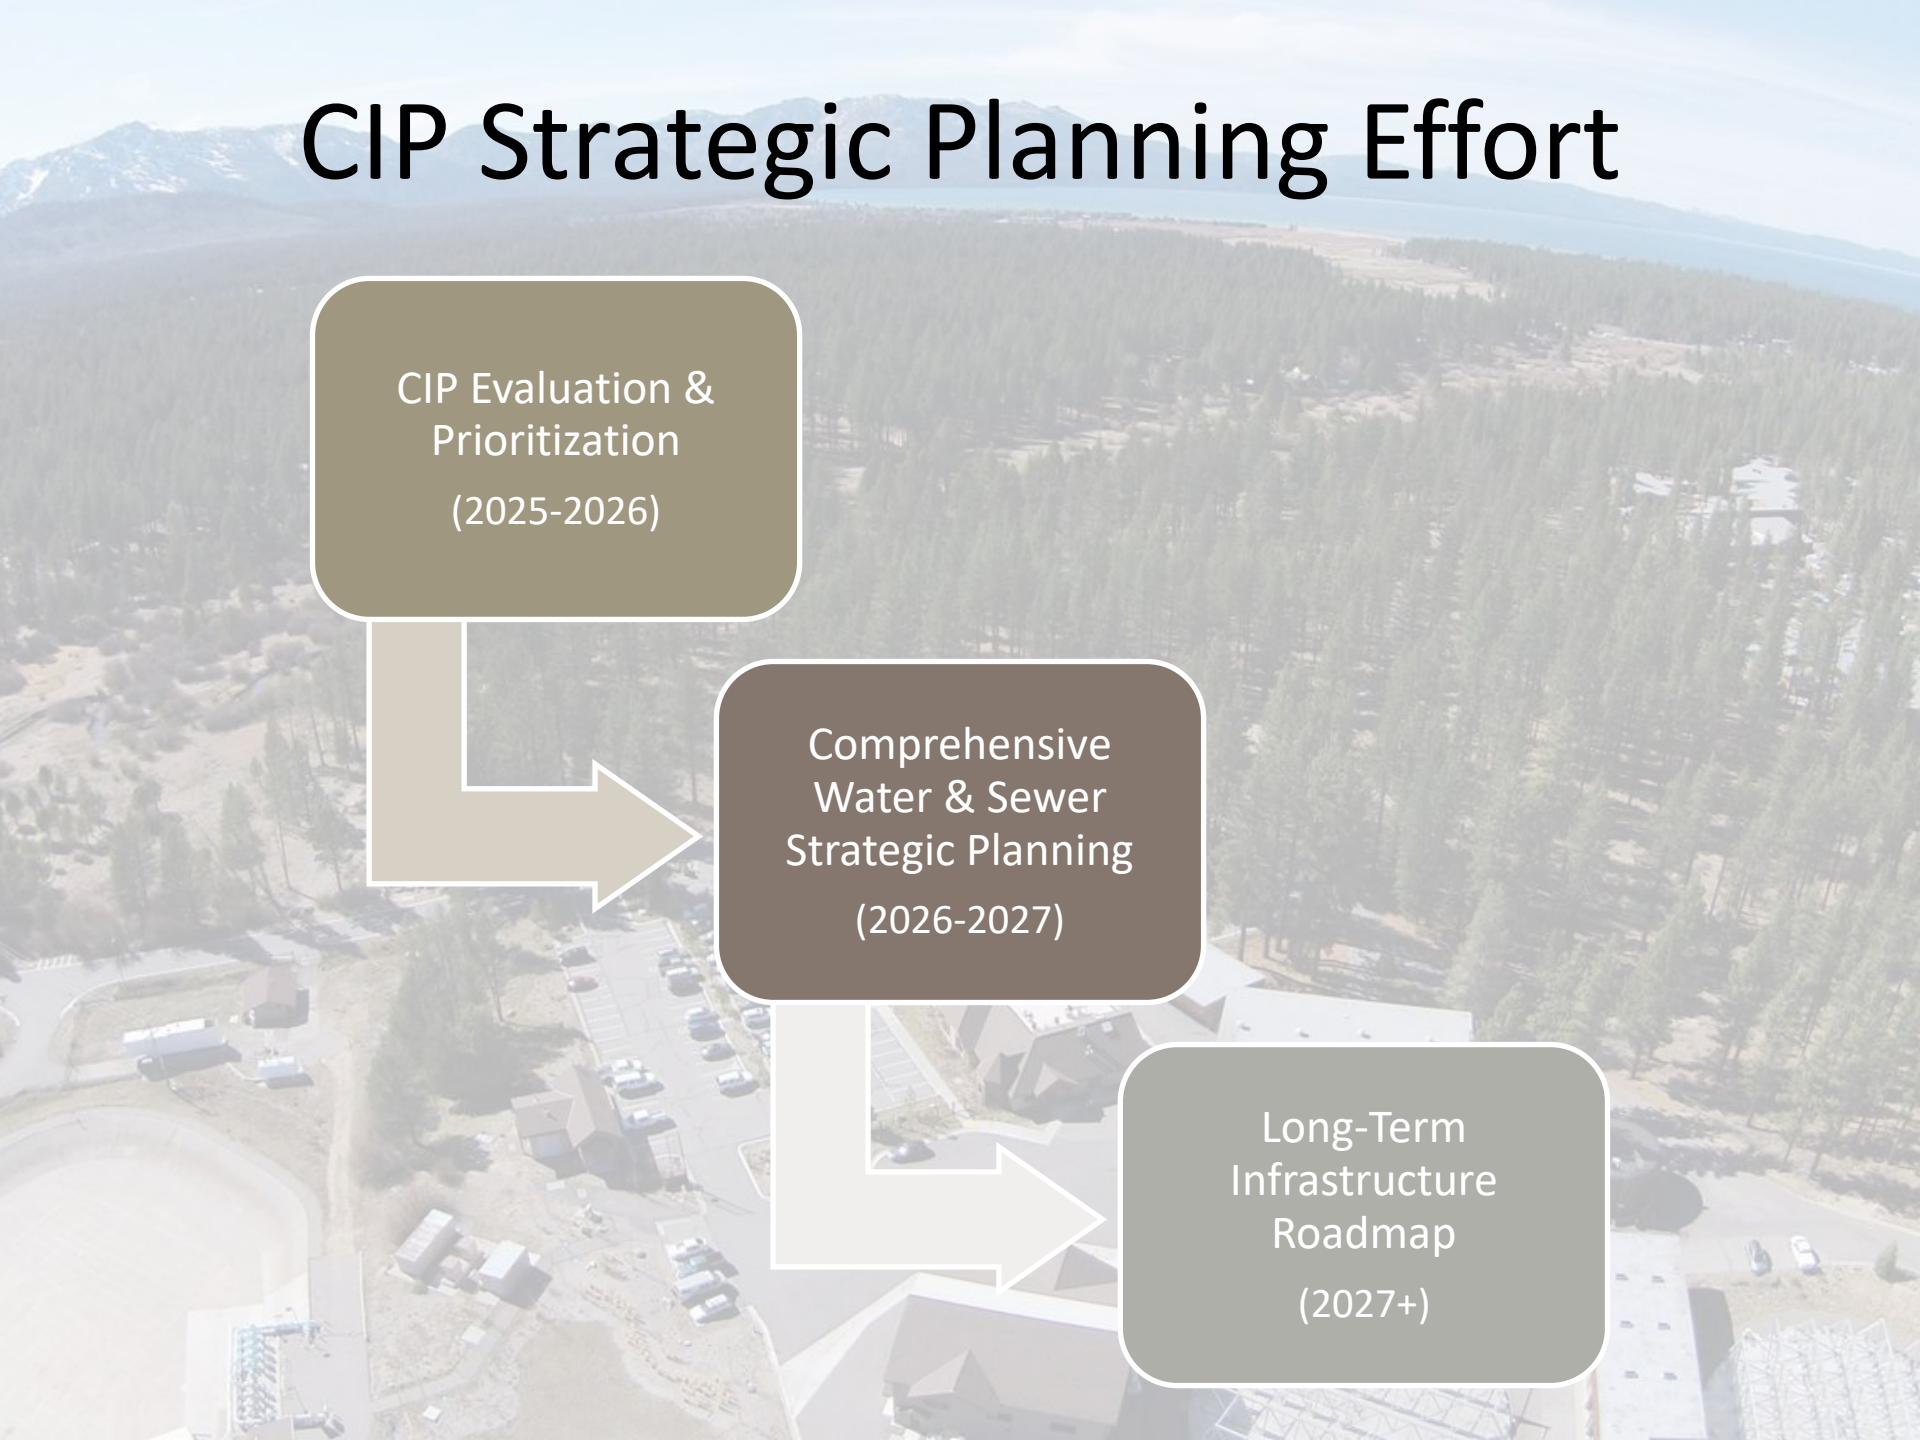 CIP Strategic Planning Effort
CIP Evaluation &
Prioritization
(2025-2026)
Comprehensive
Water & Sewer
Strategic Planning
(2026-2027)
Long-Term
Infrastructure
Roadmap
(2027+)